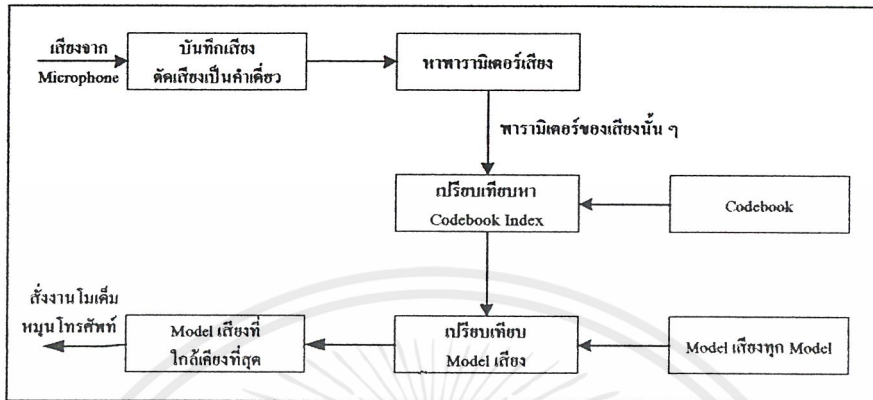 เสียงจาก
Microphone
บันทึกเสียง
ตัดเสียงเป็นคำเดี่ยว
หาพารามิเตอร์เสียง
พารามิเตอร์ของเสียงนั้น ๆ
เปรียบเทียบหา
Codebook Index
Codebook
สั่งงานโมเด็ม
หมุนโทรศัพท์
Model เสียงที่
ใกล้เคียงที่สุด
เปรียบเทียบ
Model เสียง
Model เสียงทุก Model